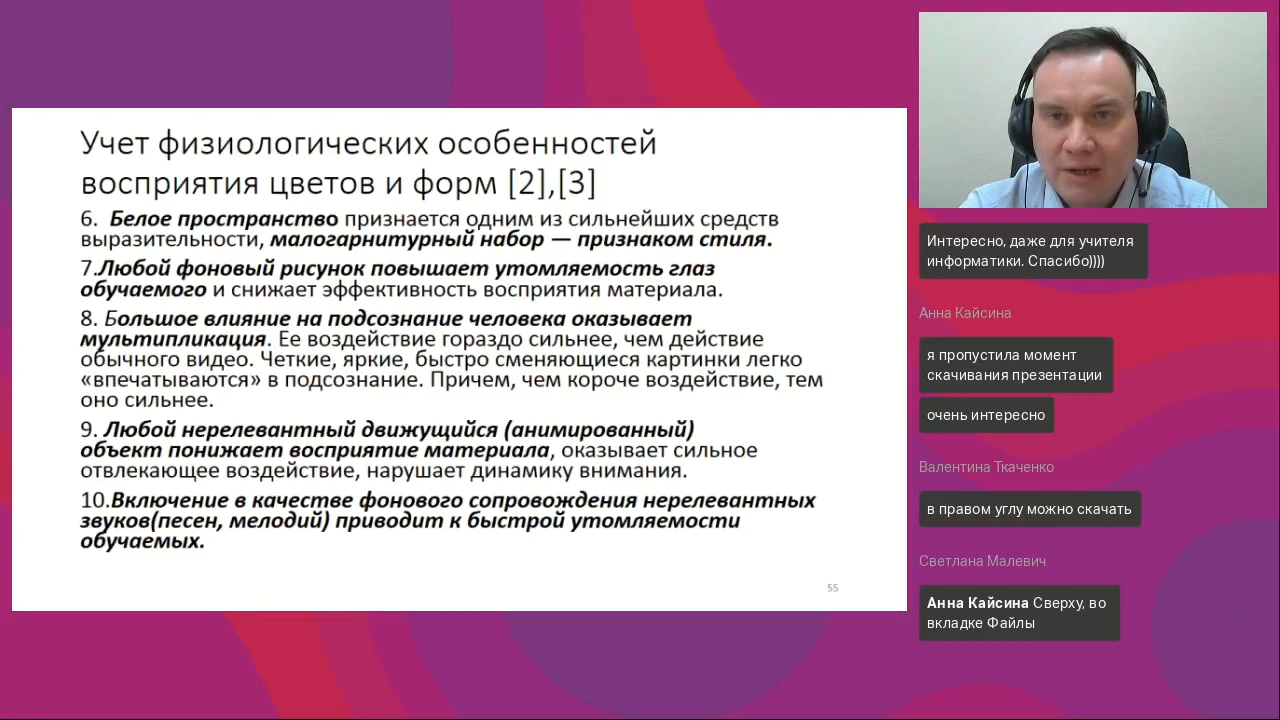 Учет физиологических особенностей
восприятия цветов и форм [2],[3]
6. Белое пространство признается одним из сильнейших средств
выразительности, малогарнитурный набор — признаком стиля.
7.Любой фоновый рисунок повышает утомляемость глаз
обучаемого и снижает эффективность восприятия материала.
8. Большое влияние на подсознание человека оказывает
мультипликация. Ее воздействие гораздо сильнее, чем действие
обычного видео. Четкие, яркие, быстро сменяющиеся картинки легко
«впечатываются» в подсознание. Причем, чем короче воздействие, тем
оно сильнее.
9. Любой нерелевантный движущийся (анимированный)
объект понижает восприятие материала, оказывает сильное
отвлекающее воздействие, нарушает динамику внимания.
10.Включение в качестве фонового сопровождения нерелевантных
звуков(песен, мелодий) приводит к быстрой утомляемости
обучаемых.
55
Интересно, даже для учителя
информатики. Спасибо))))
Анна Кайсина
я пропустила момент
скачивания презентации
очень интересно
Валентина Ткаченко
в правом углу можно скачать
Светлана Малевич
Анна Кайсина Сверху, во
вкладке Файлы